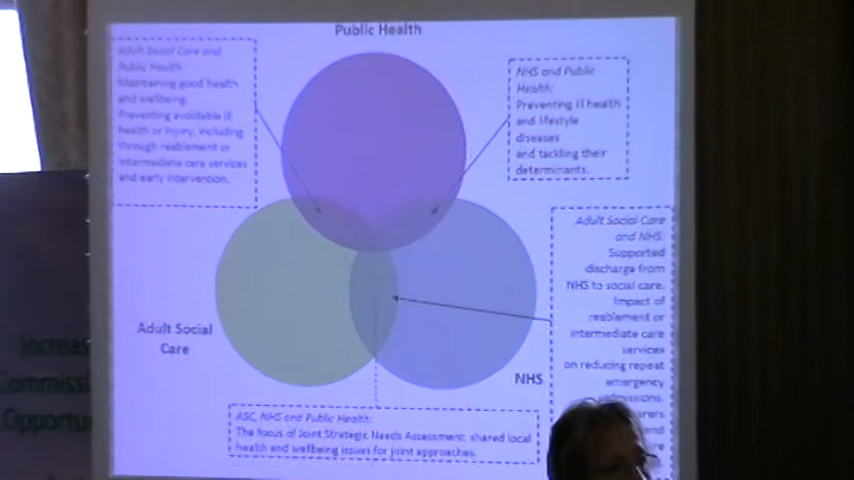 Public Health
Adult Social Care and
Public Health
Maintaining good health
and wellbeing.
Preventing avoidable ill
health or injury, including
through reablement or
intermediate care services
and early intervention.
NHS and Public
Health:
Preventing ill health
and lifestyle
diseases
and tackling their
determinants.
Adult Social Care
and NHS:
Supported
discharge from
NHS to social care.
Impact of
reablement or
intermediate care
services
on reducing repeat
emergency
admissions.
Adult Social
Care
NHS
ASC, NHS and Public Health:
The focus of Joint Strategic Needs Assessment: shared local
health and wellbeing issues for joint approaches.
Increas
Commissi
Opportu